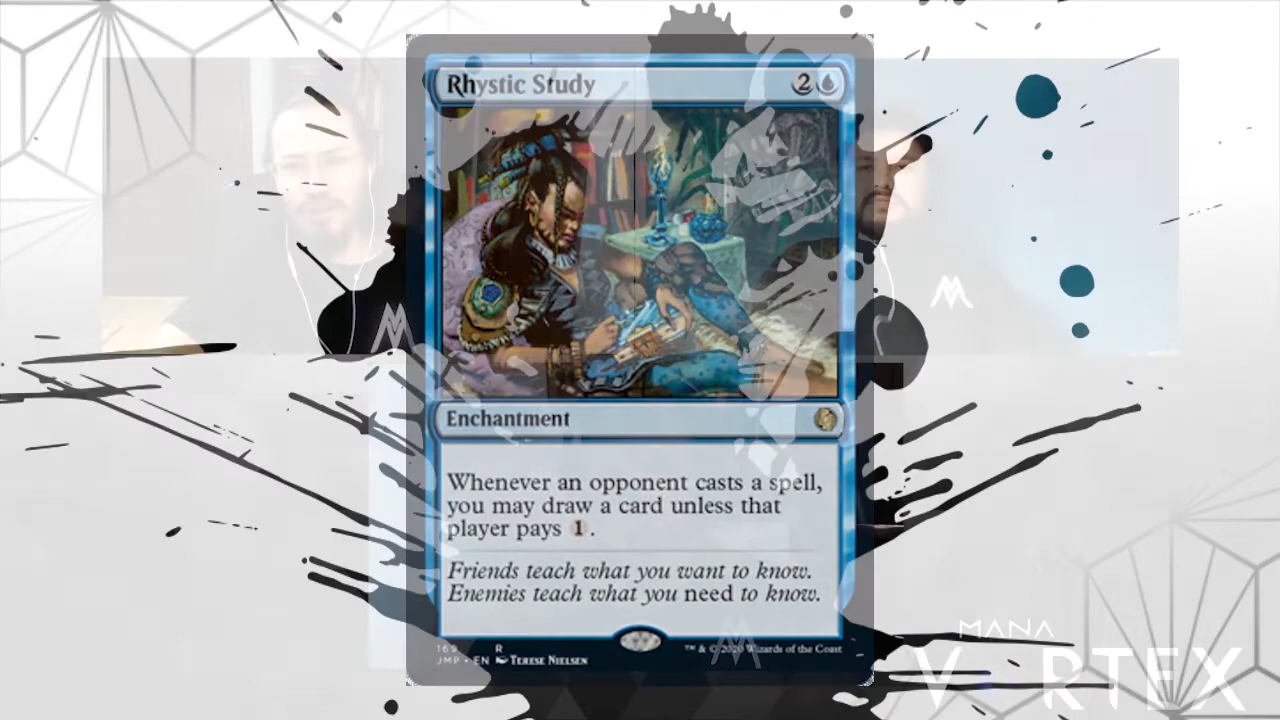 Rhystic Study 2
Enchantment
Whenever an opponent casts a spell,
you may draw a card unless that
player pays 1.
Friends teach what you want to know.
Enemies teach what you need to know.
169 R
JMP • EN TERESE NIELSEN
™ & © 2020 Wizards of the Coast
MANA
VORTEX